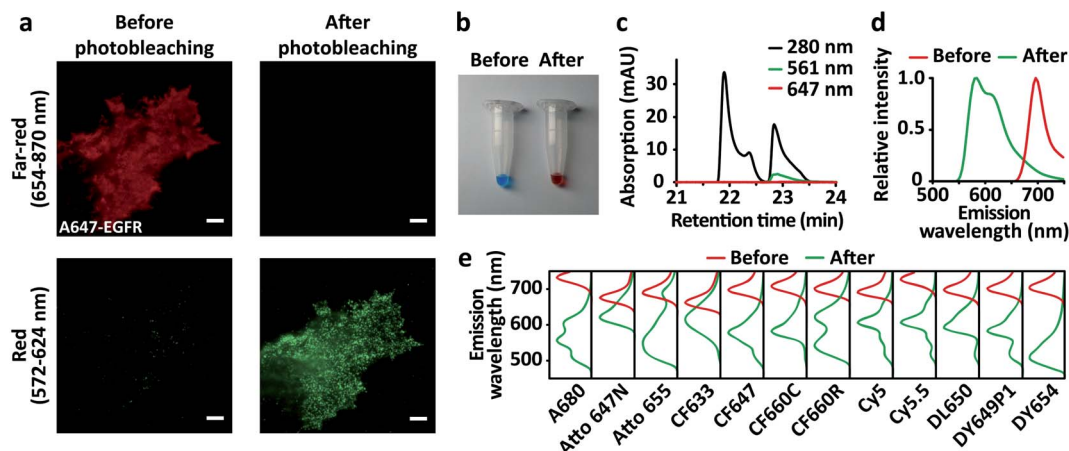 a
Before
photobleaching
After
photobleaching
Far-red
(654-870 nm)
A647-EGFR
Red
(572-624 nm)
b
Before After
c
280 nm
561 nm
647 nm
Absorption (mAU)
30
20
10
0
21 22 23 24
Retention time (min)
d
Before After
Relative intensity
1.0
0.5
0
500 600 700
Emission
wavelength (nm)
e
Before After
Emission
wavelength (nm)
700
600
500
A680
Atto 647N
Atto 655
CF633
CF647
CF660C
CF660R
Cy5
Cy5.5
DL650
DY649P1
DY654